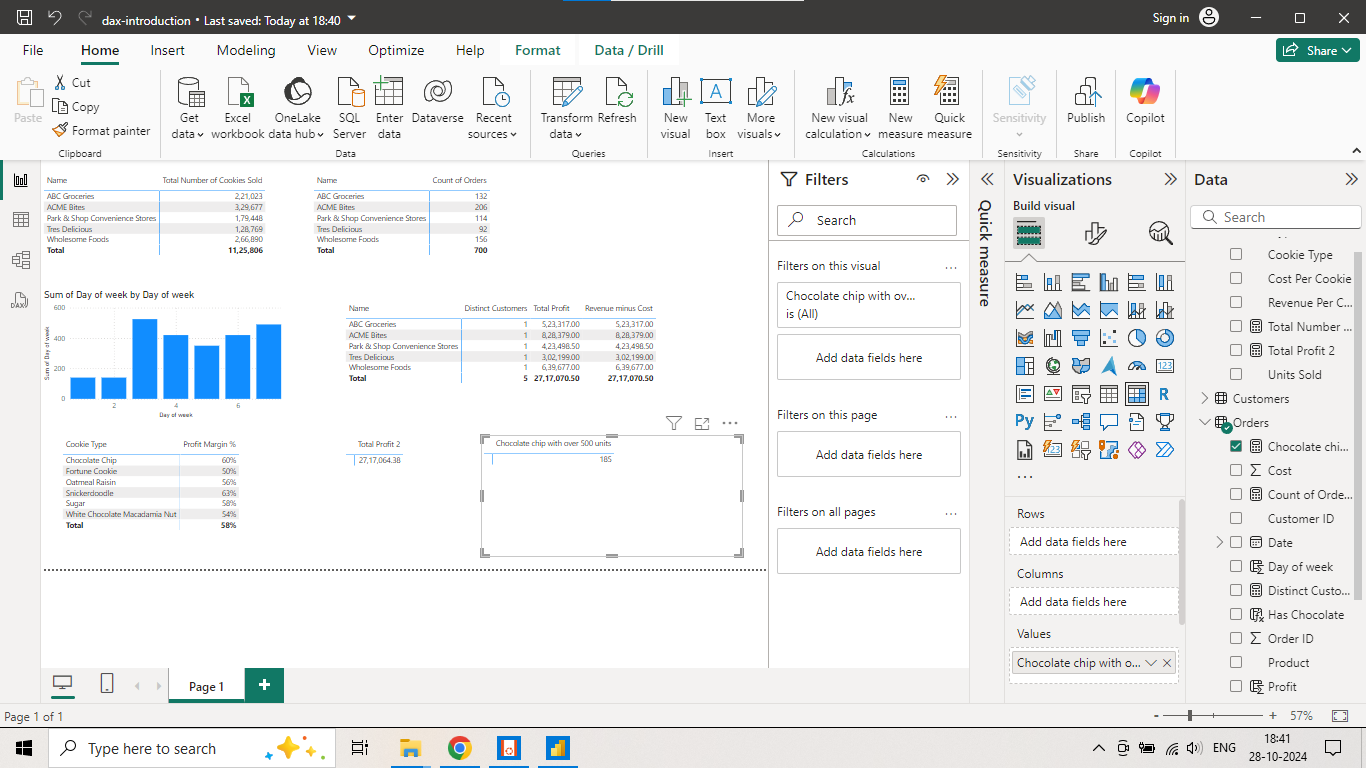 dax-introduction • Last saved: Today at 18:40
Sign in
File Home Insert Modeling View Optimize Help Format Data / Drill
Share
Paste
Cut
Copy
Format painter
Get data
Excel workbook
OneLake data hub
SQL Server
Enter data
Dataverse
Recent sources
Transform data
Refresh
New visual
Text box
More visuals
New visual calculation
New measure
Quick measure
Sensitivity
Publish
Copilot
Clipboard Data Queries Insert Calculations Sensitivity Share Copilot
Name Total Number of Cookies Sold
ABC Groceries 2,21,023
ACME Bites 3,29,677
Park & Shop Convenience Stores 1,79,448
Tres Delicious 1,28,769
Wholesome Foods 2,66,890
Total 11,25,806
Name Count of Orders
ABC Groceries 132
ACME Bites 206
Park & Shop Convenience Stores 114
Tres Delicious 92
Wholesome Foods 156
Total 700
Sum of Day of week by Day of week
Sum of Day of week
600
400
200
0
2 4 6
Day of week
Name Distinct Customers Total Profit Revenue minus Cost
ABC Groceries 1 5,23,317.00 5,23,317.00
ACME Bites 1 8,28,379.00 8,28,379.00
Park & Shop Convenience Stores 1 4,23,498.50 4,23,498.50
Tres Delicious 1 3,02,199.00 3,02,199.00
Wholesome Foods 1 6,39,677.00 6,39,677.00
Total 5 27,17,070.50 27,17,070.50
Cookie Type Profit Margin %
Chocolate Chip 60%
Fortune Cookie 50%
Oatmeal Raisin 56%
Snickerdoodle 63%
Sugar 58%
White Chocolate Macadamia Nut 54%
Total 58%
Total Profit 2
27,17,064.38
Chocolate chip with over 500 units
185
Filters
Search
Filters on this visual
Chocolate chip with ov...
is (All)
Add data fields here
Filters on this page
Add data fields here
Filters on all pages
Add data fields here
Quick measure
Visualizations
Build visual
Rows
Add data fields here
Columns
Add data fields here
Values
Chocolate chip with o...
Data
Search
Cookie Type
Cost Per Cookie
Revenue Per C...
Total Number ...
Total Profit 2
Units Sold
Customers
Orders
Chocolate chi...
Cost
Count of Orde...
Customer ID
Date
Day of week
Distinct Custo...
Has Chocolate
Order ID
Product
Profit
Page 1
Page 1 of 1
- + 57%
Type here to search
ENG
18:41
28-10-2024